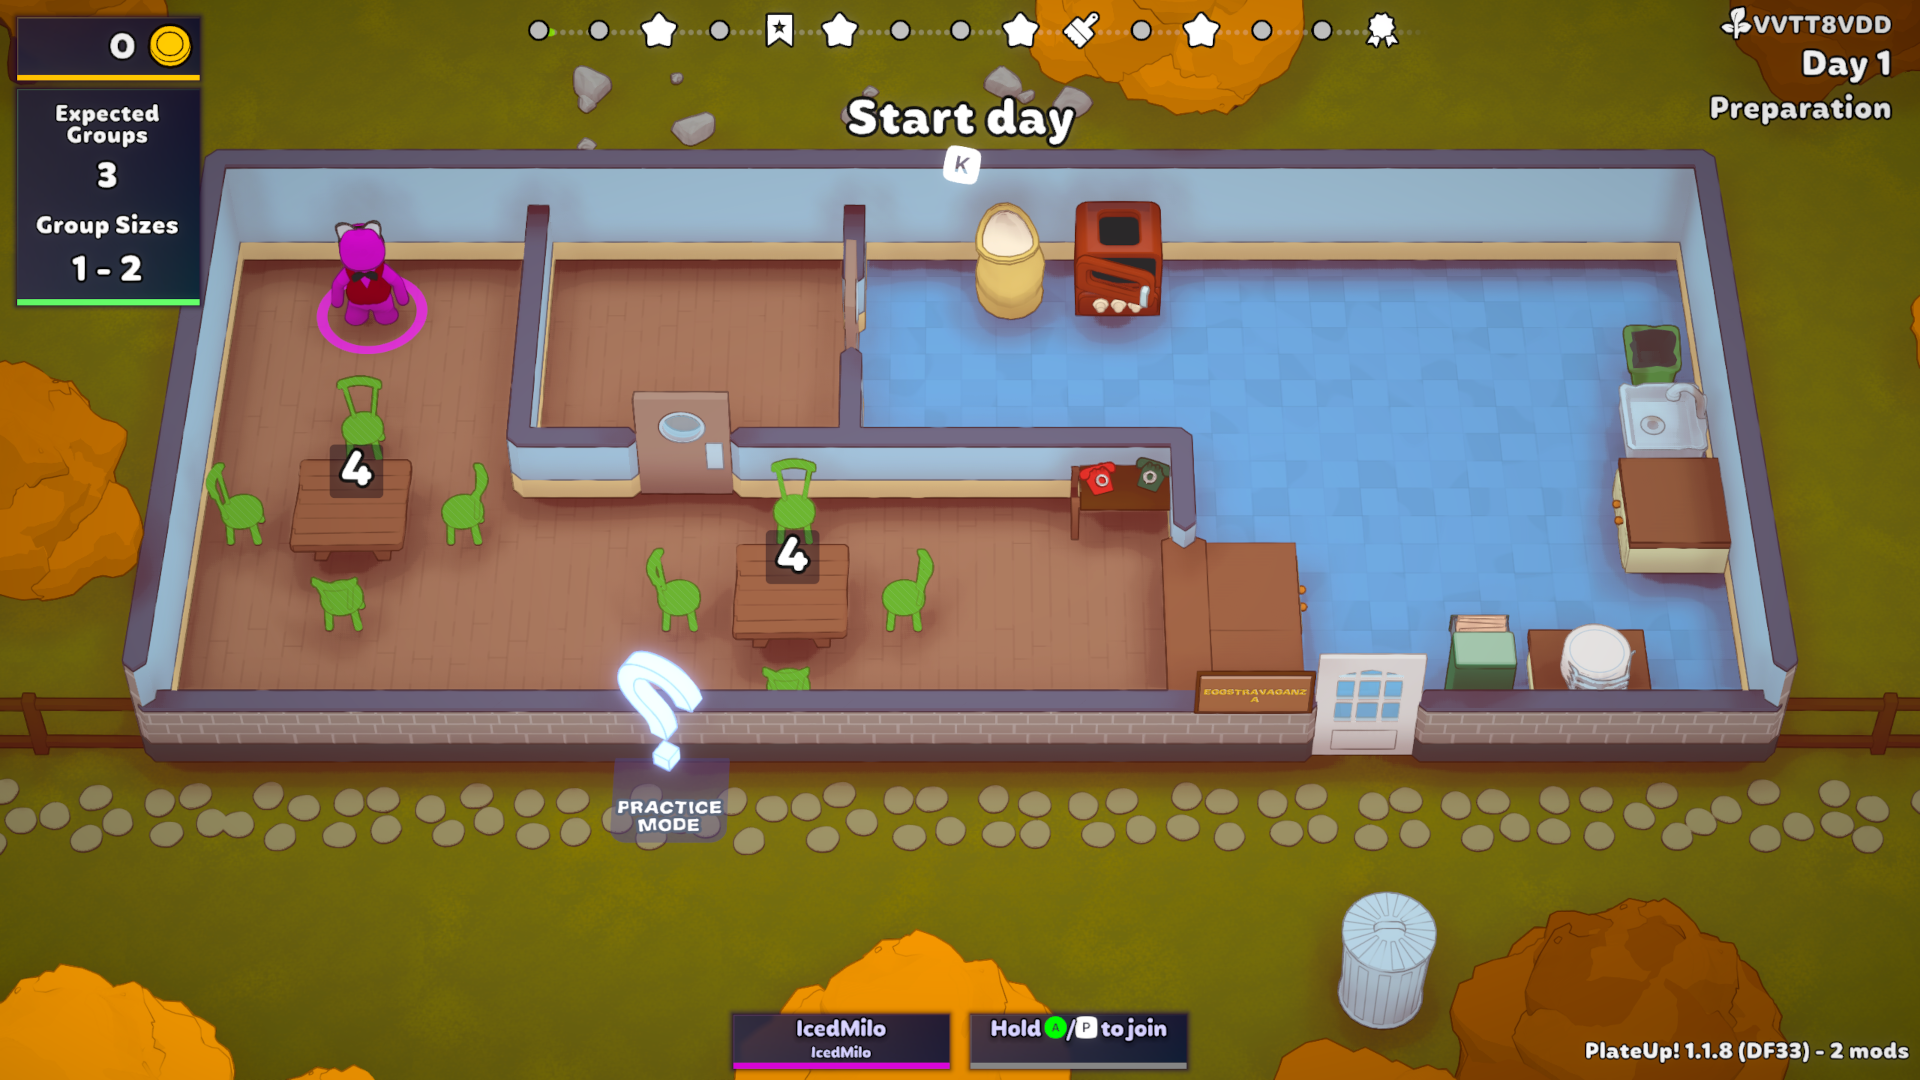 0
Expected
Groups
3
Group Sizes
1 - 2
Start day
K
VVTT8VDD
Day 1
Preparation
4
4
EGGSTRAVAGANZ
A
PRACTICE
MODE
IcedMilo
IcedMilo
Hold A/P to join
PlateUp! 1.1.8 (DF33) - 2 mods